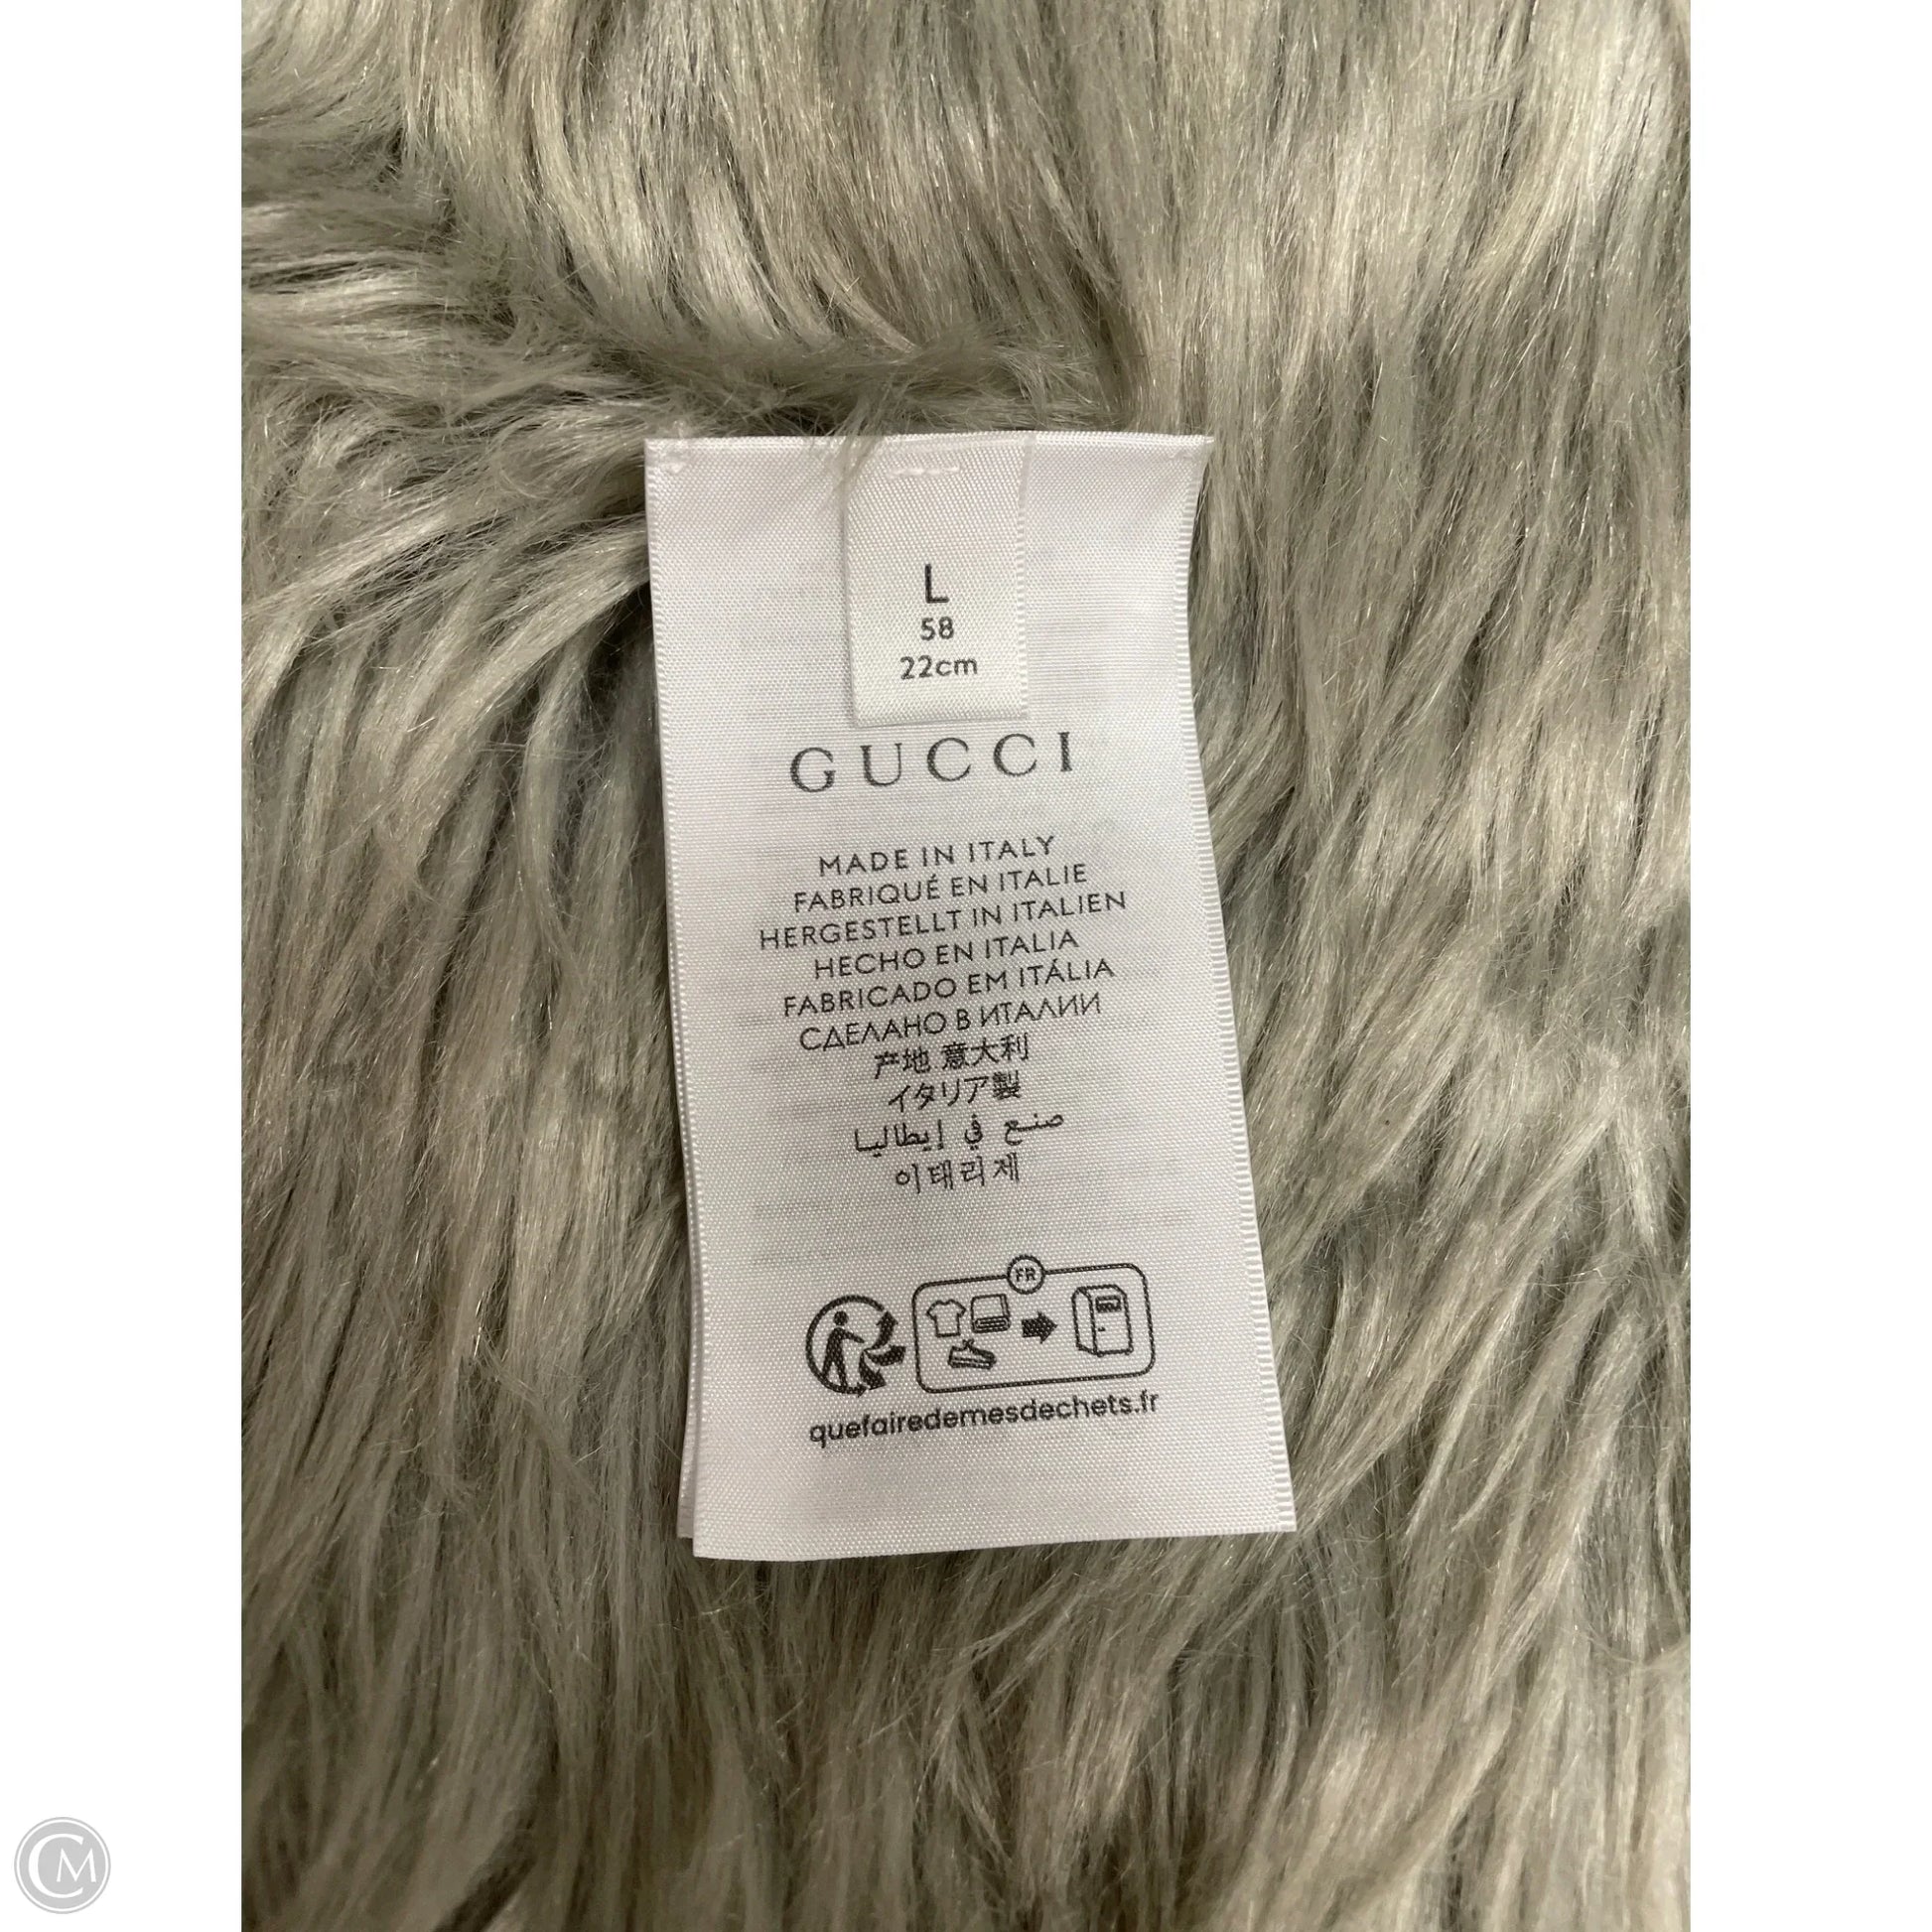 L
58
22cm
GUCCI
MADE IN ITALY
FABRIQUÉ EN ITALIE
HERGESTELLT IN ITALIEN
HECHO EN ITALIA
FABRICADO EM ITÁLIA
СДЕЛАНО В ИТАЛИИ
产地 意大利
イタリア製
صنع في إيطاليا
이태리제
FR
quefairedemesdechets.fr
CM